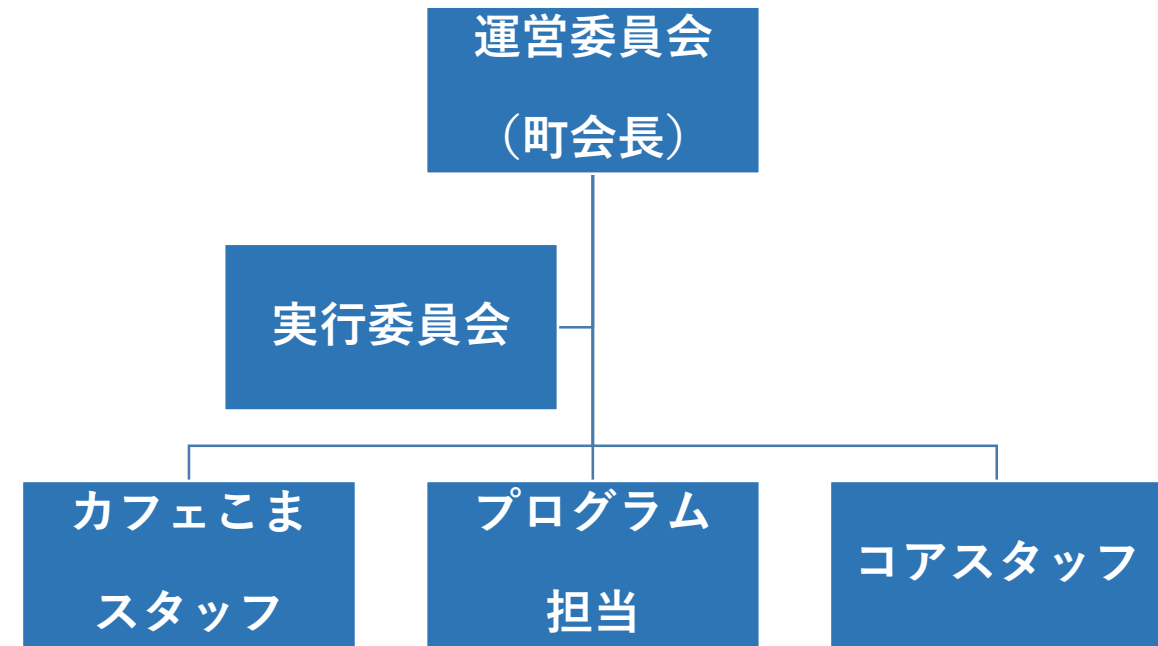 運営委員会
（町会長）
実行委員会
カフェこま
スタッフ
プログラム
担当
コアスタッフ